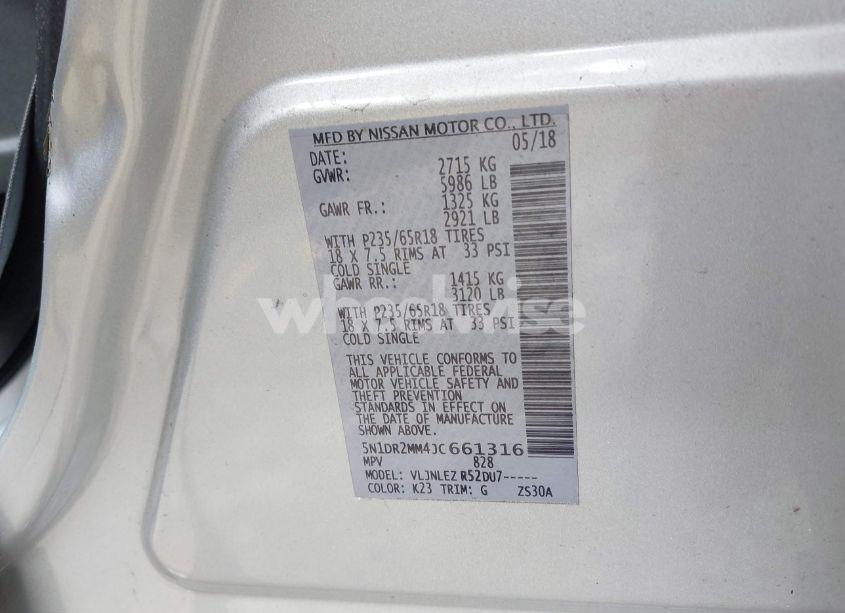 MFD BY NISSAN MOTOR CO., LTD.
DATE: 05/18
GVWR: 2715 KG
5986 LB
GAWR FR.: 1325 KG
2921 LB
WITH P235/65R18 TIRES
18 X 7.5 RIMS AT 33 PSI
COLD SINGLE
GAWR RR.: 1415 KG
3120 LB
WITH P235/65R18 TIRES
18 X 7.5 RIMS AT 33 PSI
COLD SINGLE
wheelwise
THIS VEHICLE CONFORMS TO
ALL APPLICABLE FEDERAL
MOTOR VEHICLE SAFETY AND
THEFT PREVENTION
STANDARDS IN EFFECT ON
THE DATE OF MANUFACTURE
SHOWN ABOVE.
5N1DR2MM4JC661316
MPV 828
MODEL: VLJNLEZ R52DU7-----
COLOR: K23 TRIM: G ZS30A